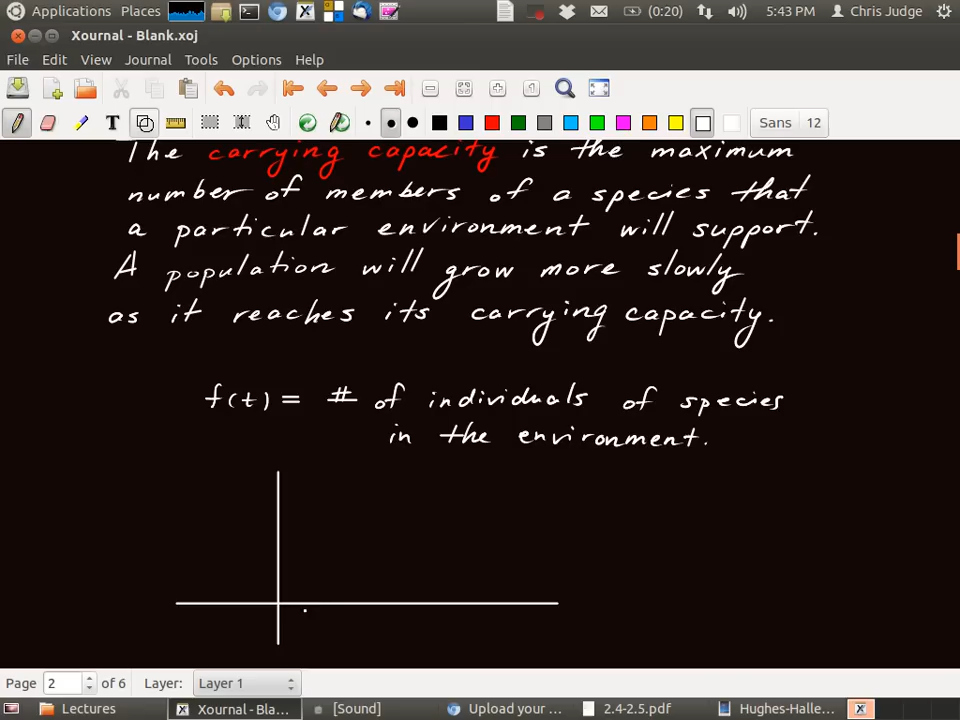 Applications Places (0:20) 5:43 PM Chris Judge
Xournal - Blank.xoj
File Edit View Journal Tools Options Help
T Sans 12
The carrying capacity is the maximum
number of members of a species that
a particular environment will support.
A population will grow more slowly
as it reaches its carrying capacity.
f(t) = # of individuals of species
in the environment.
Page 2 of 6 Layer: Layer 1
Lectures Xournal - Blank.xo... [Sound] Upload your ... 2.4-2.5.pdf Hughes-Halle...